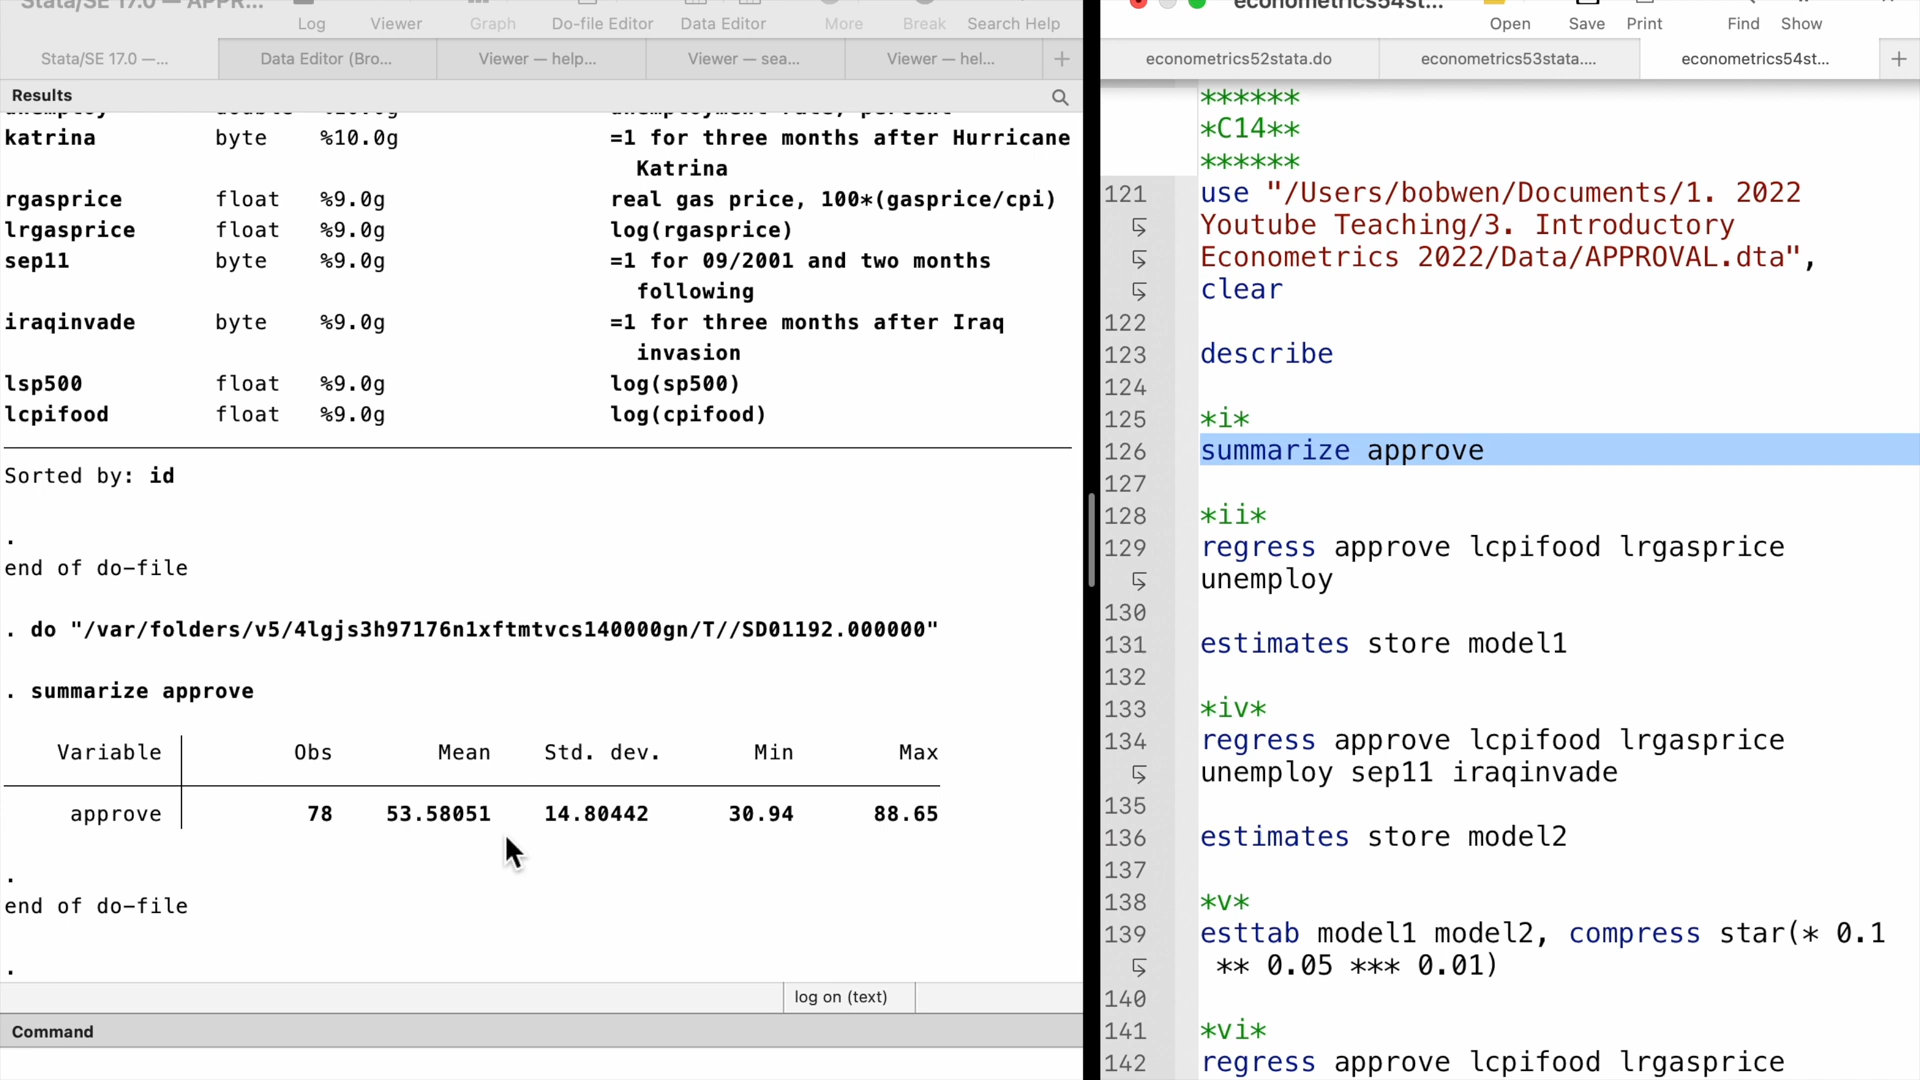 Stata/SE 17.0 — APPR...
Log Viewer Graph Do-file Editor Data Editor More Break Search Help
Stata/SE 17.0 —... Data Editor (Bro... Viewer — help... Viewer — sea... Viewer — hel... +
Results
katrina byte %10.0g =1 for three months after Hurricane
Katrina
rgasprice float %9.0g real gas price, 100*(gasprice/cpi)
lrgasprice float %9.0g log(rgasprice)
sep11 byte %9.0g =1 for 09/2001 and two months
following
iraqinvade byte %9.0g =1 for three months after Iraq
invasion
lsp500 float %9.0g log(sp500)
lcpifood float %9.0g log(cpifood)
Sorted by: id
.
end of do-file
. do "/var/folders/v5/4lgjs3h97176n1xftmtvcs140000gn/T//SD01192.000000"
. summarize approve
Variable Obs Mean Std. dev. Min Max
approve 78 53.58051 14.80442 30.94 88.65
.
end of do-file
.
log on (text)
Command
econometrics54st...
Open Save Print Find Show
econometrics52stata.do econometrics53stata.... econometrics54st... +
******
*C14**
******
121 use "/Users/bobwen/Documents/1. 2022
Youtube Teaching/3. Introductory
Econometrics 2022/Data/APPROVAL.dta",
clear
122
123 describe
124
125 *i*
126 summarize approve
127
128 *ii*
129 regress approve lcpifood lrgasprice
unemploy
130
131 estimates store model1
132
133 *iv*
134 regress approve lcpifood lrgasprice
unemploy sep11 iraqinvade
135
136 estimates store model2
137
138 *v*
139 esttab model1 model2, compress star(* 0.1
** 0.05 *** 0.01)
140
141 *vi*
142 regress approve lcpifood lrgasprice